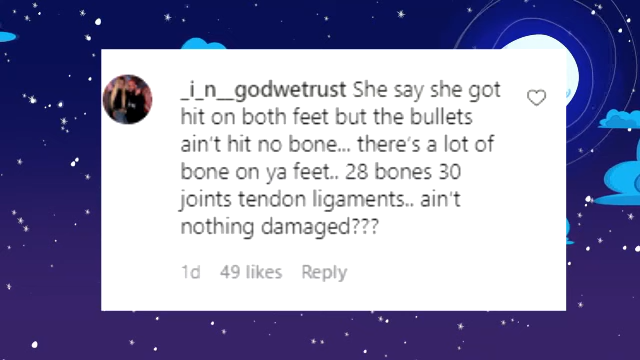 _i_n__godwetrust She say she got
hit on both feet but the bullets
ain't hit no bone... there's a lot of
bone on ya feet.. 28 bones 30
joints tendon ligaments.. ain't
nothing damaged???
1d 49 likes Reply